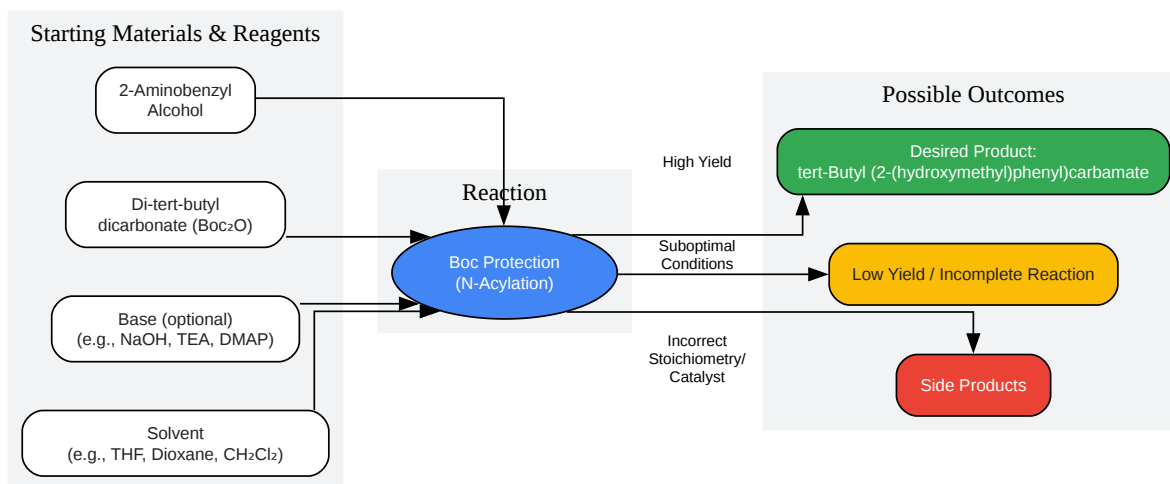 Starting Materials & Reagents
2-Aminobenzyl
Alcohol
Di-tert-butyl
dicarbonate (Boc₂O)
Base (optional)
(e.g., NaOH, TEA, DMAP)
Solvent
(e.g., THF, Dioxane, CH₂Cl₂)
Reaction
Boc Protection
(N-Acylation)
High Yield
Suboptimal
Conditions
Incorrect
Stoichiometry/
Catalyst
Possible Outcomes
Desired Product:
tert-Butyl (2-(hydroxymethyl)phenyl)carbamate
Low Yield / Incomplete Reaction
Side Products